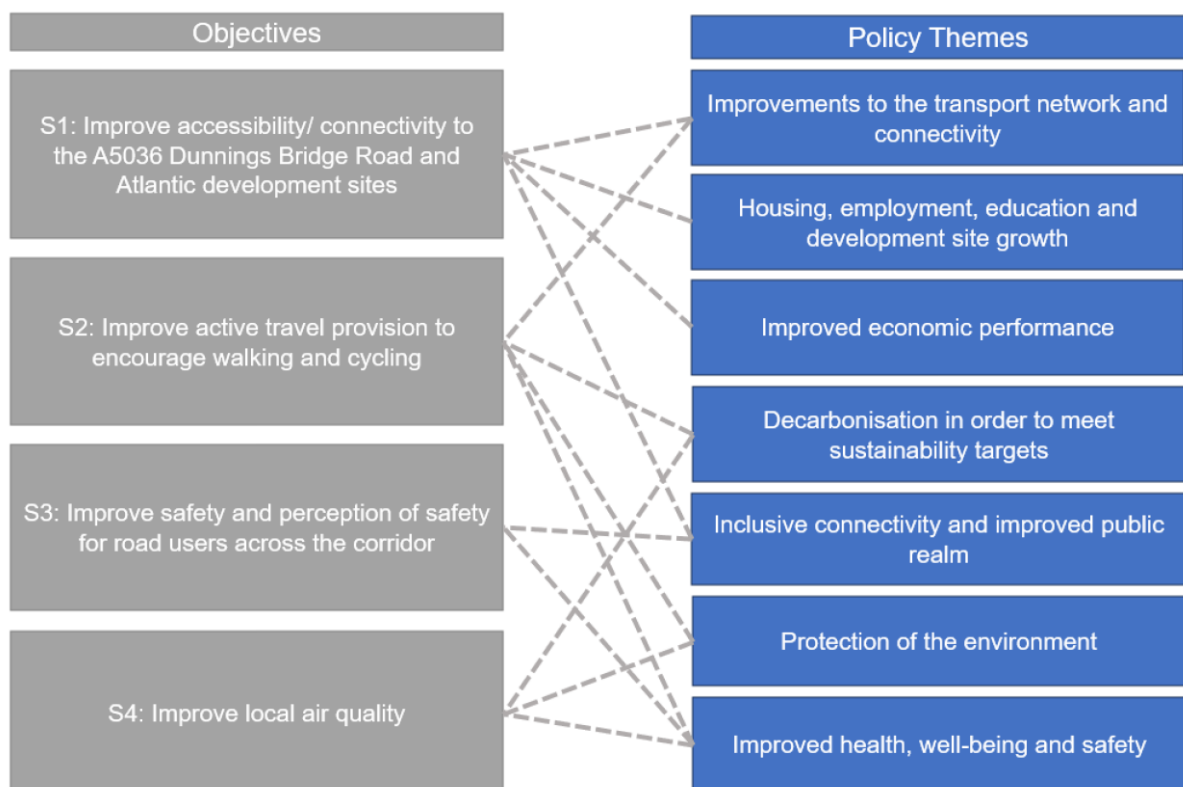 Objectives
S1: Improve accessibility/ connectivity to
the A5036 Dunnings Bridge Road and
Atlantic development sites
S2: Improve active travel provision to
encourage walking and cycling
S3: Improve safety and perception of safety
for road users across the corridor
S4: Improve local air quality
Policy Themes
Improvements to the transport network and
connectivity
Housing, employment, education and
development site growth
Improved economic performance
Decarbonisation in order to meet
sustainability targets
Inclusive connectivity and improved public
realm
Protection of the environment
Improved health, well-being and safety